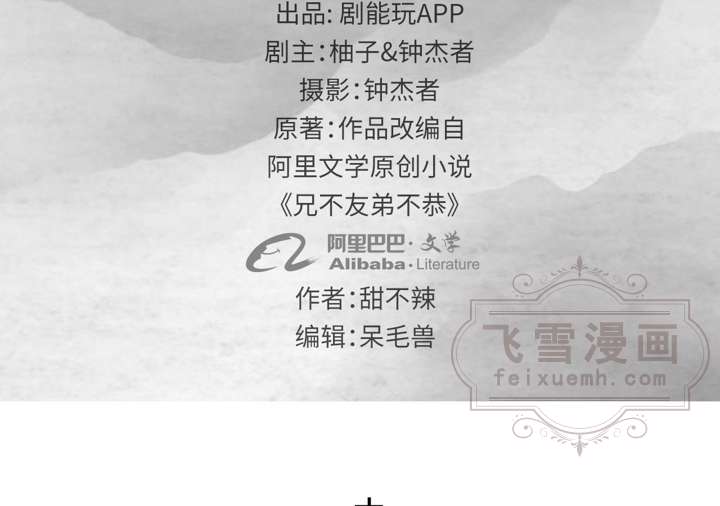 出品: 剧能玩APP
剧主:柚子&钟杰者
摄影:钟杰者
原著:作品改编自
阿里文学原创小说
《兄不友弟不恭》
阿里巴巴·文学
Alibaba·Literature
作者:甜不辣
编辑:呆毛兽
飞雪漫画
feixuemh.com